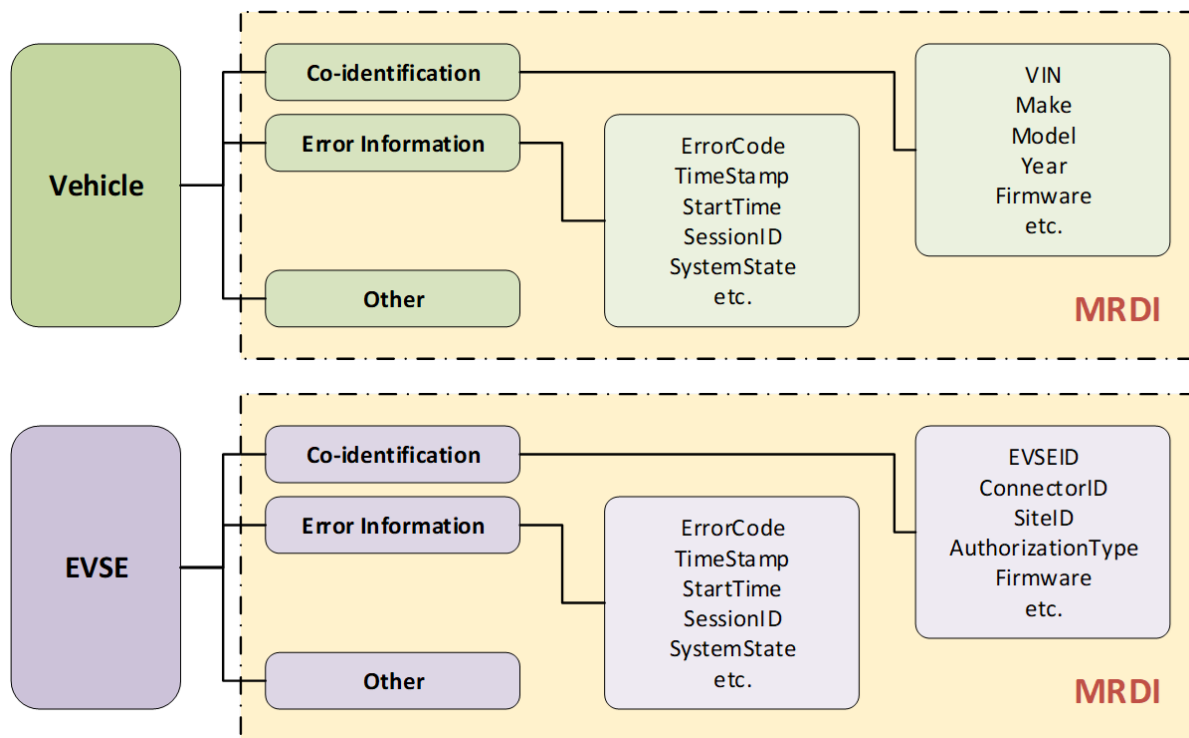 Vehicle
Co-identification
Error Information
Other
ErrorCode
TimeStamp
StartTime
SessionID
SystemState
etc.
VIN
Make
Model
Year
Firmware
etc.
MRDI
EVSE
Co-identification
Error Information
Other
ErrorCode
TimeStamp
StartTime
SessionID
SystemState
etc.
EVSEID
ConnectorID
SiteID
AuthorizationType
Firmware
etc.
MRDI